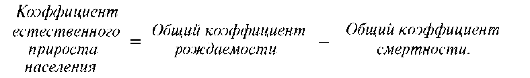 Коэффициент
естественного
прироста
населения
=
Общий коэффициент
рождаемости
–
Общий коэффициент
смертности.